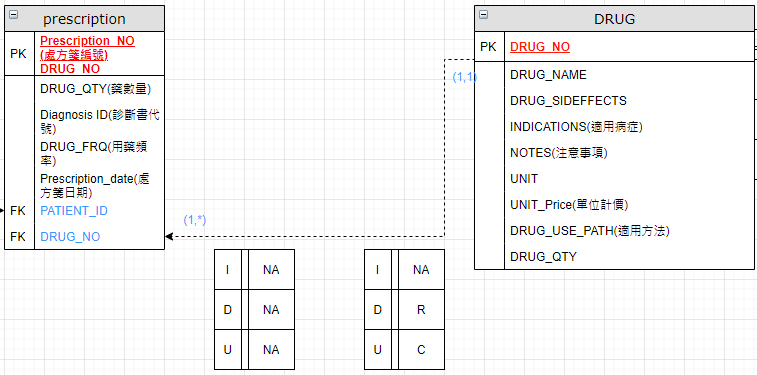 prescription
PK
Prescription_NO
(處方箋編號)
DRUG_NO
DRUG_QTY(藥數量)
Diagnosis ID(診斷書代
號)
DRUG_FRQ(用藥頻
率)
Prescription_date(處
方箋日期)
FK PATIENT_ID
FK DRUG_NO
(1,*)
(1,1)
DRUG
PK DRUG_NO
DRUG_NAME
DRUG_SIDEFFECTS
INDICATIONS(適用病症)
NOTES(注意事項)
UNIT
UNIT_Price(單位計價)
DRUG_USE_PATH(適用方法)
DRUG_QTY
I NA
D NA
U NA
I NA
D R
U C